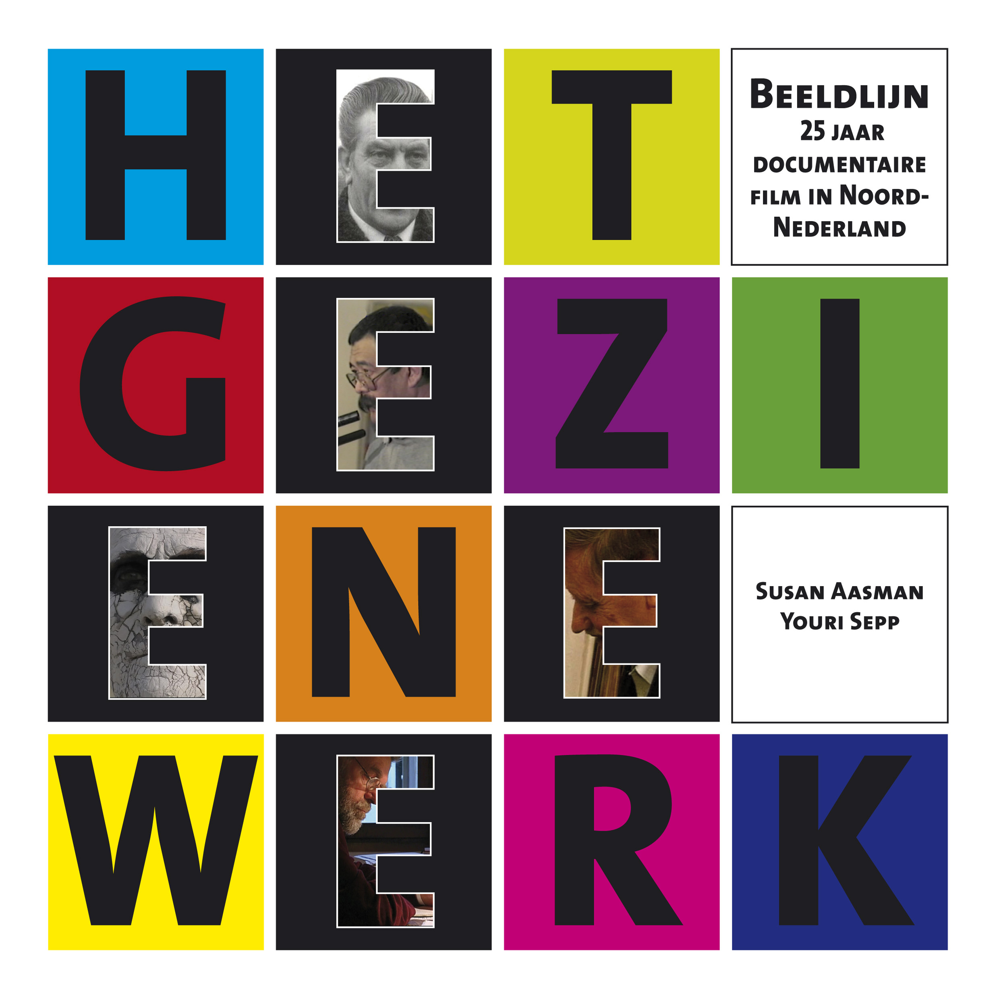 HET
BEELDLIJN
25 JAAR
DOCUMENTAIRE
FILM IN NOORD-
NEDERLAND
GEZI
ENE
SUSAN AASMAN
YOURI SEPP
WERK